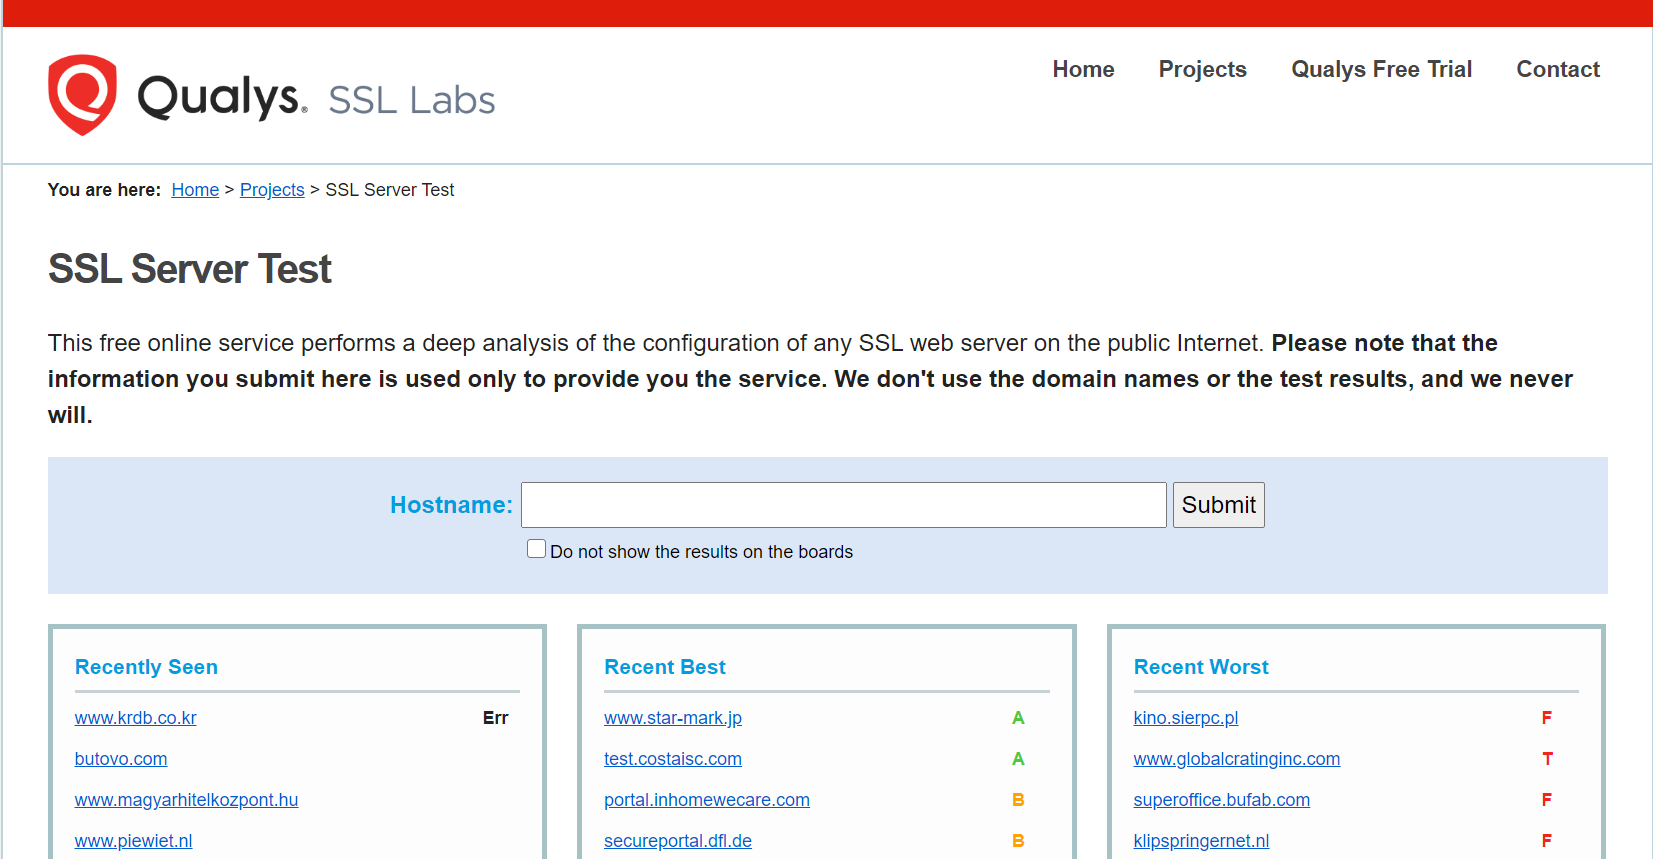 Qualys. SSL Labs
Home Projects Qualys Free Trial Contact
You are here: Home > Projects > SSL Server Test
SSL Server Test
This free online service performs a deep analysis of the configuration of any SSL web server on the public Internet. Please note that the
information you submit here is used only to provide you the service. We don't use the domain names or the test results, and we never
will.
Hostname: Submit
Do not show the results on the boards
Recently Seen
www.krdb.co.kr Err
butovo.com
www.magyarhitelkozpont.hu
www.piewiet.nl
Recent Best
www.star-mark.jp A
test.costaisc.com A
portal.inhomewecare.com B
secureportal.dfl.de B
Recent Worst
kino.sierpc.pl F
www.globalcratinginc.com T
superoffice.bufab.com F
klipspringernet.nl F